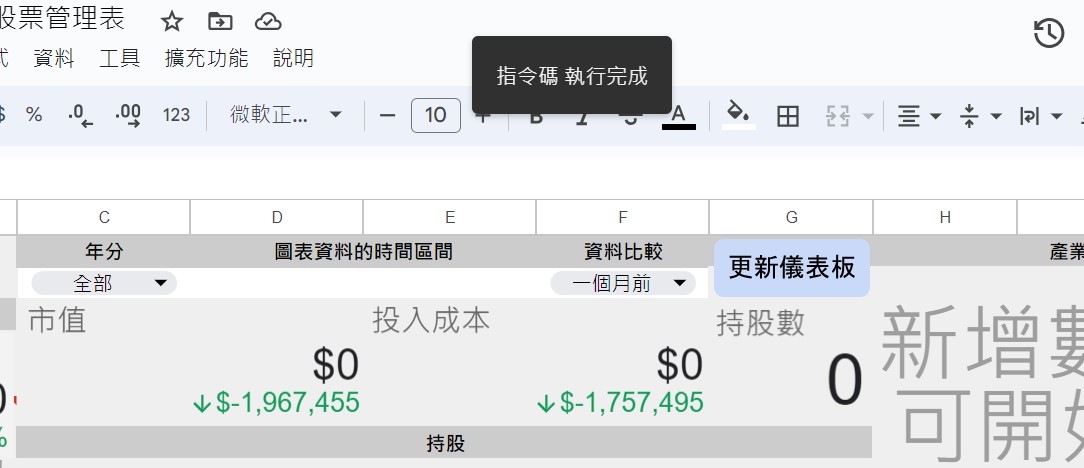 股票管理表
資料 工具 擴充功能 說明
指令碼 執行完成
$ % .0 .00 123 微軟正... 10 B I S A
C D E F G H
年分 圖表資料的時間區間 資料比較 更新儀表板 產業
全部 一個月前
市值 投入成本 持股數 新增數
$0 $0 0
↓$-1,967,455 ↓$-1,757,495 可開始
% 持股